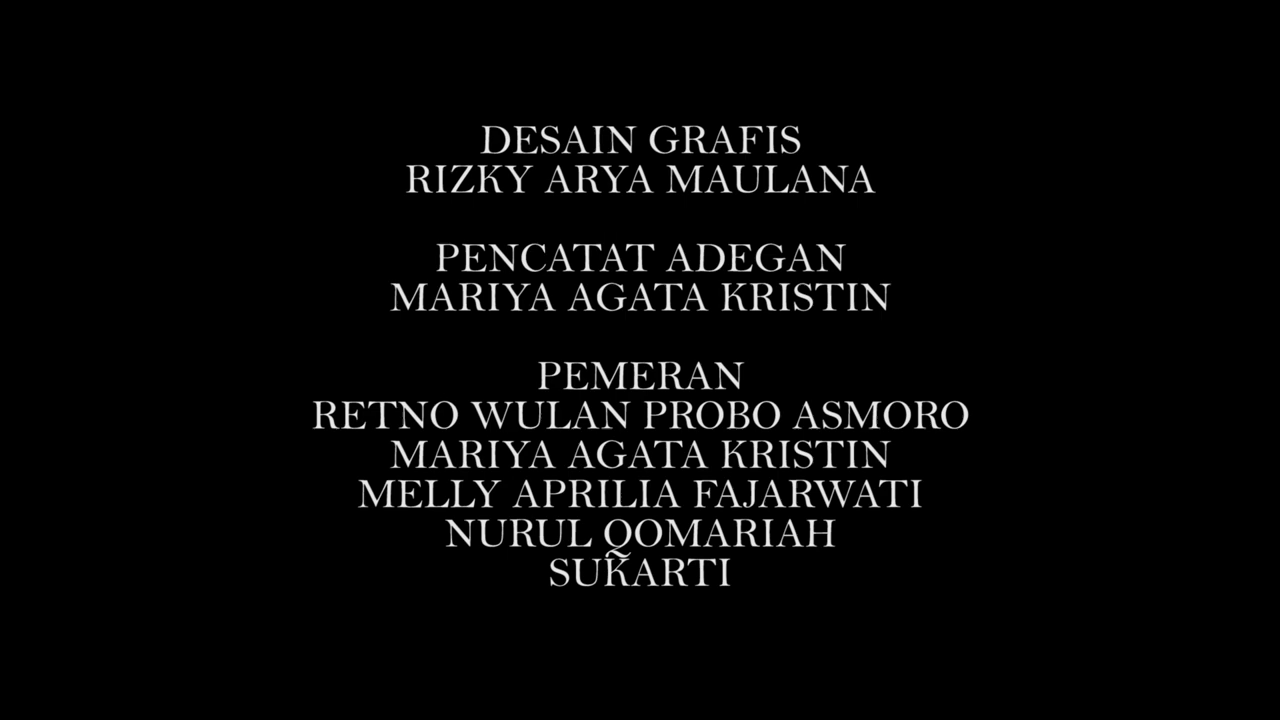 DESAIN GRAFIS
RIZKY ARYA MAULANA
PENCATAT ADEGAN
MARIYA AGATA KRISTIN
PEMERAN
RETNO WULAN PROBO ASMORO
MARIYA AGATA KRISTIN
MELLY APRILIA FAJARWATI
NURUL QOMARIAH
SUKARTI